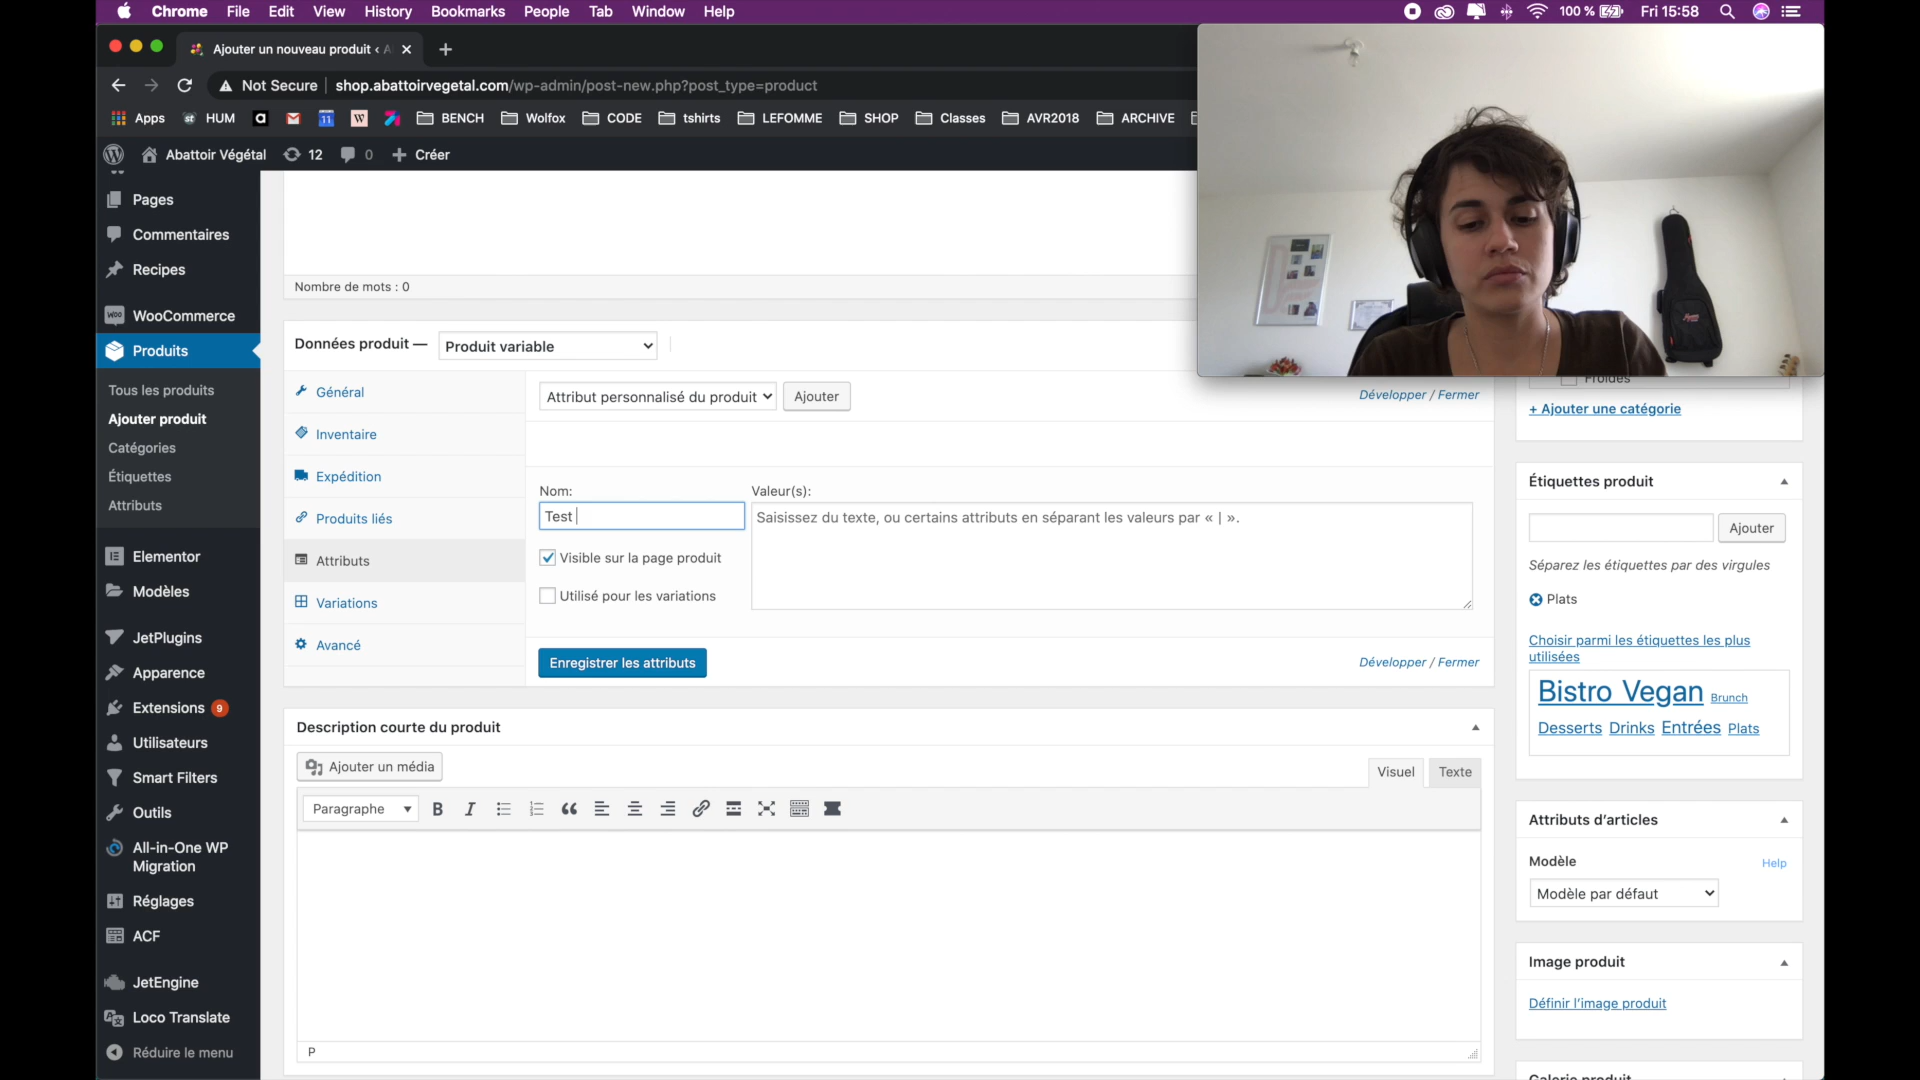 Chrome File Edit View History Bookmarks People Tab Window Help
100 % Fri 15:58
Ajouter un nouveau produit ‹ A
Not Secure shop.abattoirvegetal.com/wp-admin/post-new.php?post_type=product
Apps HUM BENCH Wolfox CODE tshirts LEFOMME SHOP Classes AVR2018 ARCHIVE
Abattoir Végétal 12 0 Créer
Pages
Commentaires
Recipes
WooCommerce
Produits
Tous les produits
Ajouter produit
Catégories
Étiquettes
Attributs
Elementor
Modèles
JetPlugins
Apparence
Extensions 9
Utilisateurs
Smart Filters
Outils
All-in-One WP
Migration
Réglages
ACF
JetEngine
Loco Translate
Réduire le menu
Nombre de mots : 0
Données produit — Produit variable
Général
Inventaire
Expédition
Produits liés
Attributs
Variations
Avancé
Attribut personnalisé du produit Ajouter
Développer / Fermer
Nom: Valeur(s):
Test
Saisissez du texte, ou certains attributs en séparant les valeurs par « | ».
Visible sur la page produit
Utilisé pour les variations
Enregistrer les attributs
Développer / Fermer
Description courte du produit
Ajouter un média
Visuel Texte
Paragraphe
P
Froides
+ Ajouter une catégorie
Étiquettes produit
Ajouter
Séparez les étiquettes par des virgules
Plats
Choisir parmi les étiquettes les plus
utilisées
Bistro Vegan Brunch
Desserts Drinks Entrées Plats
Attributs d’articles
Modèle Help
Modèle par défaut
Image produit
Définir l’image produit
Galerie produit